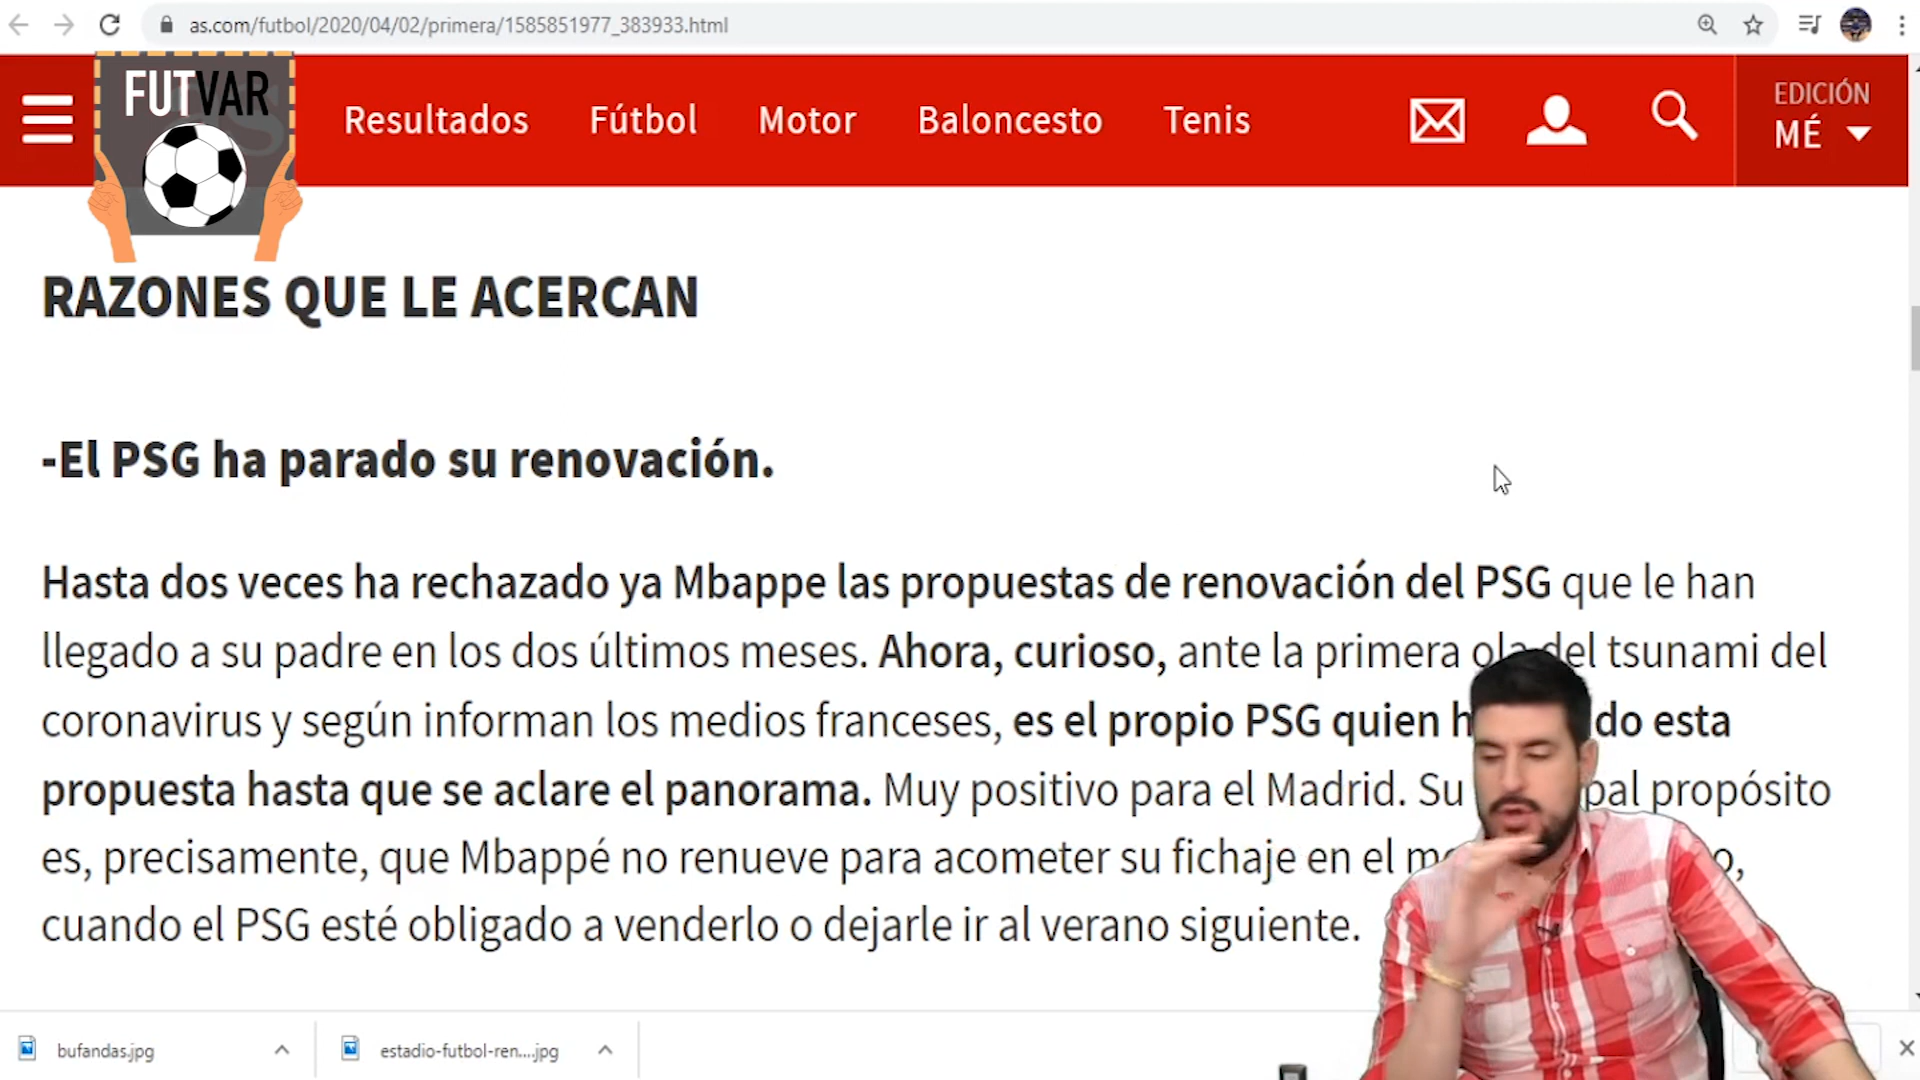 as.com/futbol/2020/04/02/primera/1585851977_383933.html
FUTVAR
Resultados Fútbol Motor Baloncesto Tenis
EDICIÓN
MÉ
RAZONES QUE LE ACERCAN
-El PSG ha parado su renovación.
Hasta dos veces ha rechazado ya Mbappe las propuestas de renovación del PSG que le han
llegado a su padre en los dos últimos meses. Ahora, curioso, ante la primera ola del tsunami del
coronavirus y según informan los medios franceses, es el propio PSG quien esta
propuesta hasta que se aclare el panorama. Muy positivo para el Madrid. Su propósito
es, precisamente, que Mbappé no renueve para acometer su fichaje en el
cuando el PSG esté obligado a venderlo o dejarle ir al verano siguiente.
bufandas.jpg
estadio-futbol-ren....jpg